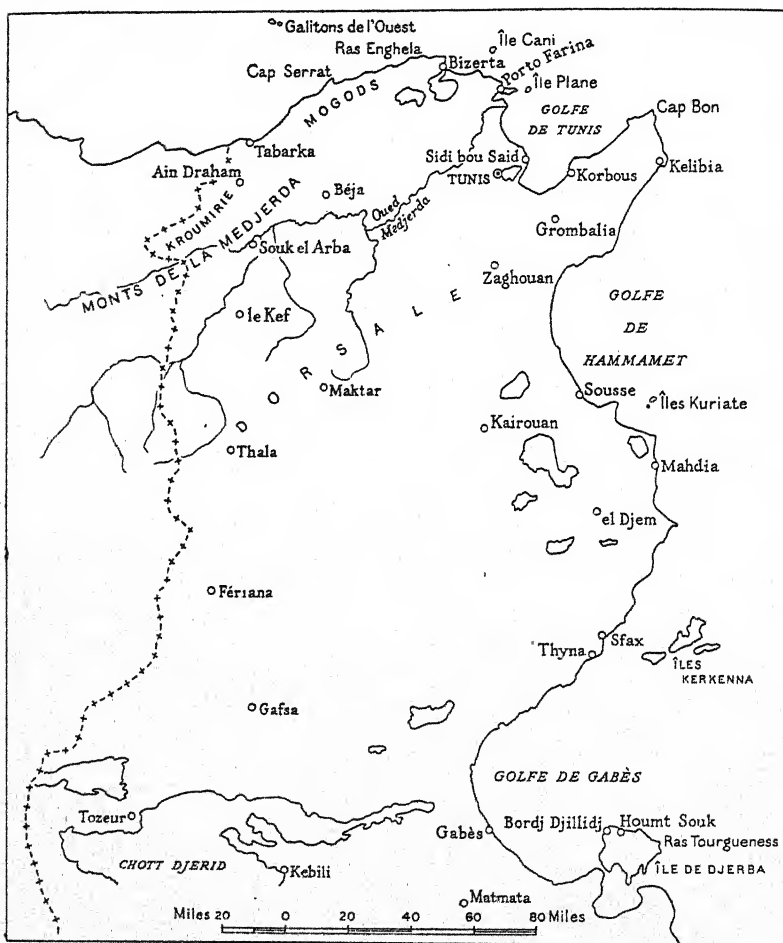 Galitons de l'Ouest
Ras Enghela
Île Cani
Bizerta
Porto Farina
Cap Serrat
Île Plane
MOGODS
GOLFE
DE TUNIS
Cap Bon
Tabarka
Sidi bou Said
Ain Draham
TUNIS
Korbous
Kelibia
Béja
KROUMIRIE
Oued
Medjerda
Grombalia
Souk el Arba
MONTS DE LA MEDJERDA
Zaghouan
le Kef
GOLFE
DE
HAMMAMET
DORSALE
Maktar
Sousse
Îles Kuriate
Kairouan
Thala
Mahdia
el Djem
Fériana
Sfax
Thyna
ÎLES
KERKENNA
Gafsa
GOLFE DE GABÈS
Tozeur
Gabès
Bordj Djillidj
Houmt Souk
Ras Tourgueness
CHOTT DJERID
Kebili
ÎLE DE DJERBA
Matmata
Miles 20 0 20 40 60 80 Miles